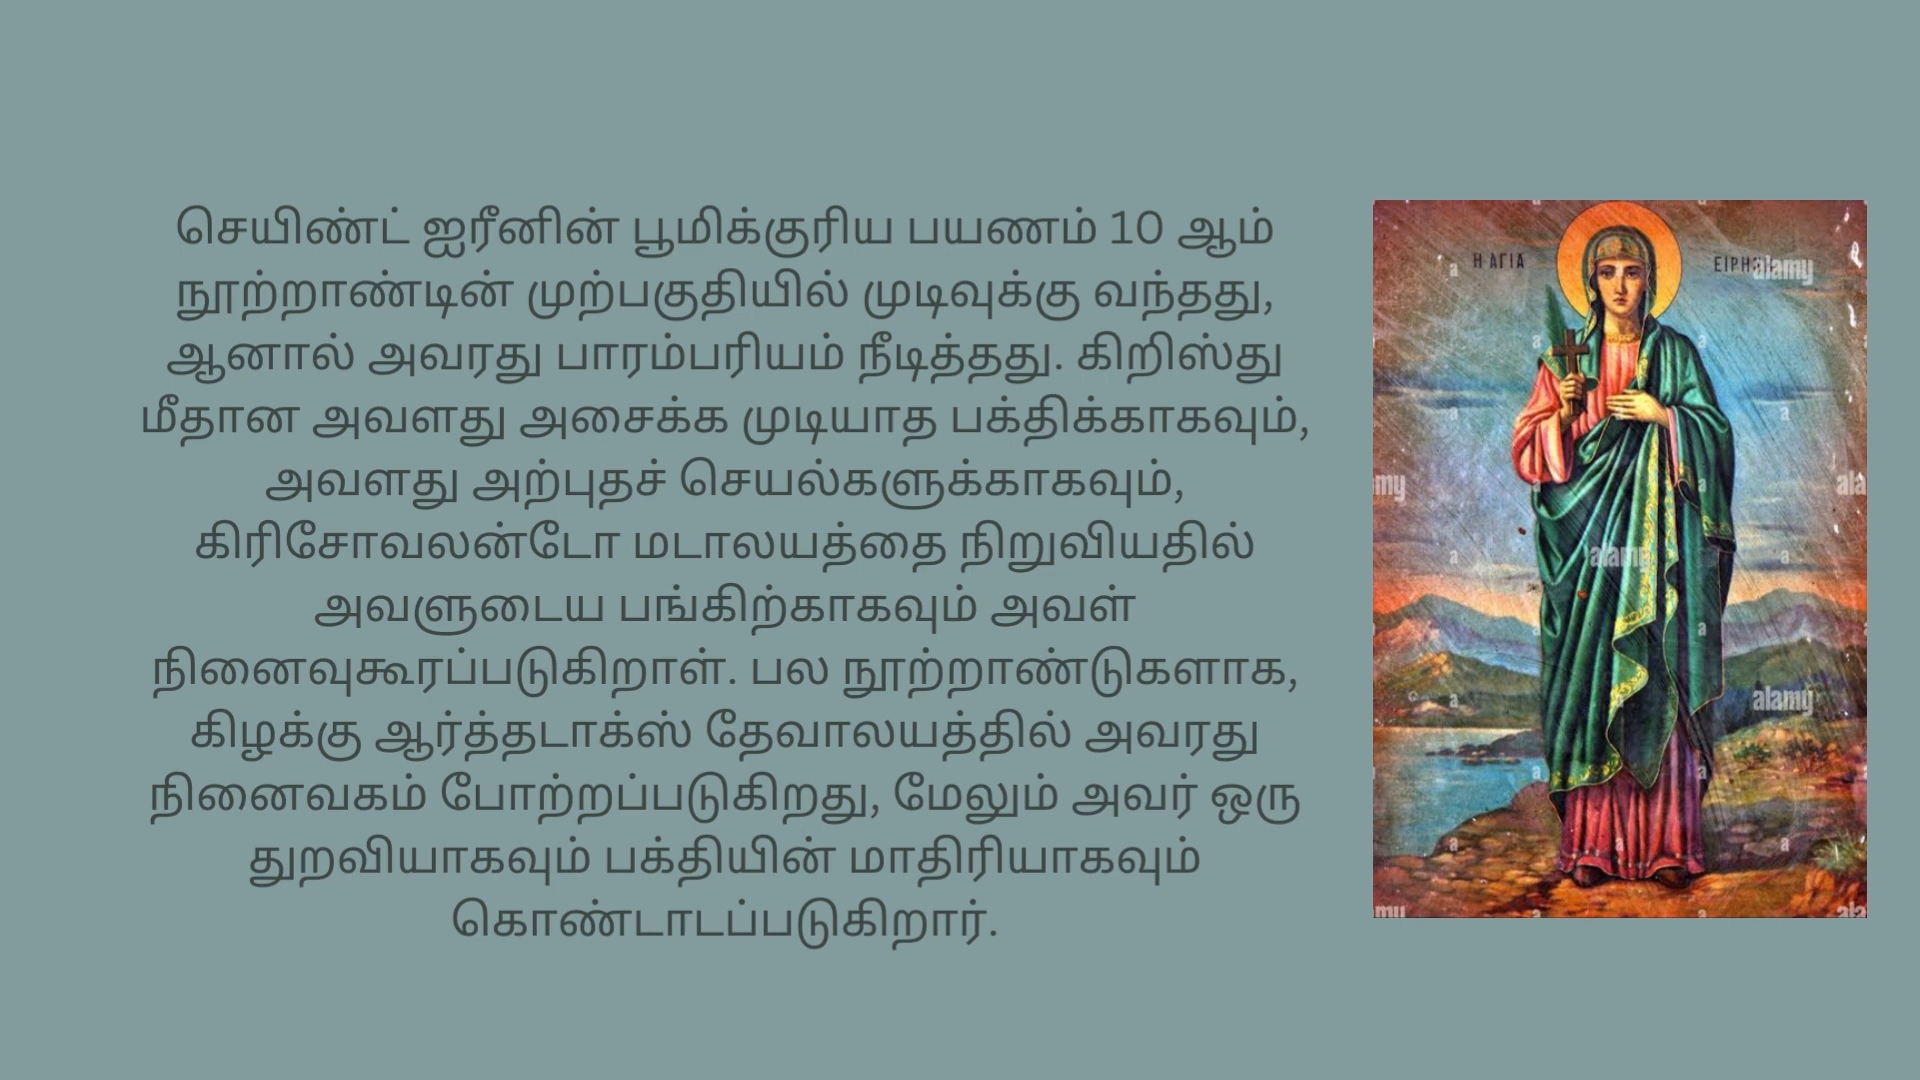 செயிண்ட் ஐரீனின் பூமிக்குரிய பயணம் 10 ஆம்
நூற்றாண்டின் முற்பகுதியில் முடிவுக்கு வந்தது,
ஆனால் அவரது பாரம்பரியம் நீடித்தது. கிறிஸ்து
மீதான அவளது அசைக்க முடியாத பக்திக்காகவும்,
அவளது அற்புதச் செயல்களுக்காகவும்,
கிரிசோவலன்டோ மடாலயத்தை நிறுவியதில்
அவளுடைய பங்கிற்காகவும் அவள்
நினைவுகூரப்படுகிறாள். பல நூற்றாண்டுகளாக,
கிழக்கு ஆர்த்தடாக்ஸ் தேவாலயத்தில் அவரது
நினைவகம் போற்றப்படுகிறது, மேலும் அவர் ஒரு
துறவியாகவும் பக்தியின் மாதிரியாகவும்
கொண்டாடப்படுகிறார்.
Η ΑΓΙΑ
alamy
alamy
alamy